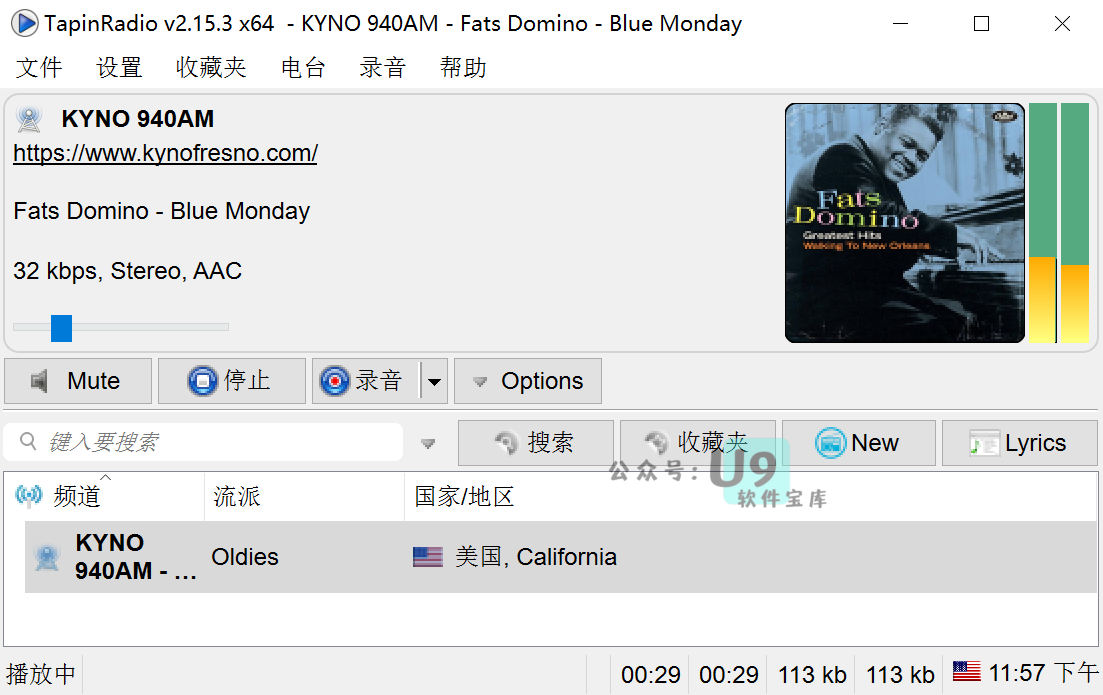 TapinRadio v2.15.3 x64 - KYNO 940AM - Fats Domino - Blue Monday
文件 设置 收藏夹 电台 录音 帮助
KYNO 940AM
https://www.kynofresno.com/
Fats Domino - Blue Monday
32 kbps, Stereo, AAC
Fats
Domino
Greatest Hits
Walking To New Orleans
Mute 停止 录音 Options
键入要搜索 搜索 收藏夹 New Lyrics
公众号: U9
软件宝库
频道 流派 国家/地区
KYNO
940AM - ...
Oldies 美国, California
播放中 00:29 00:29 113 kb 113 kb 11:57 下午